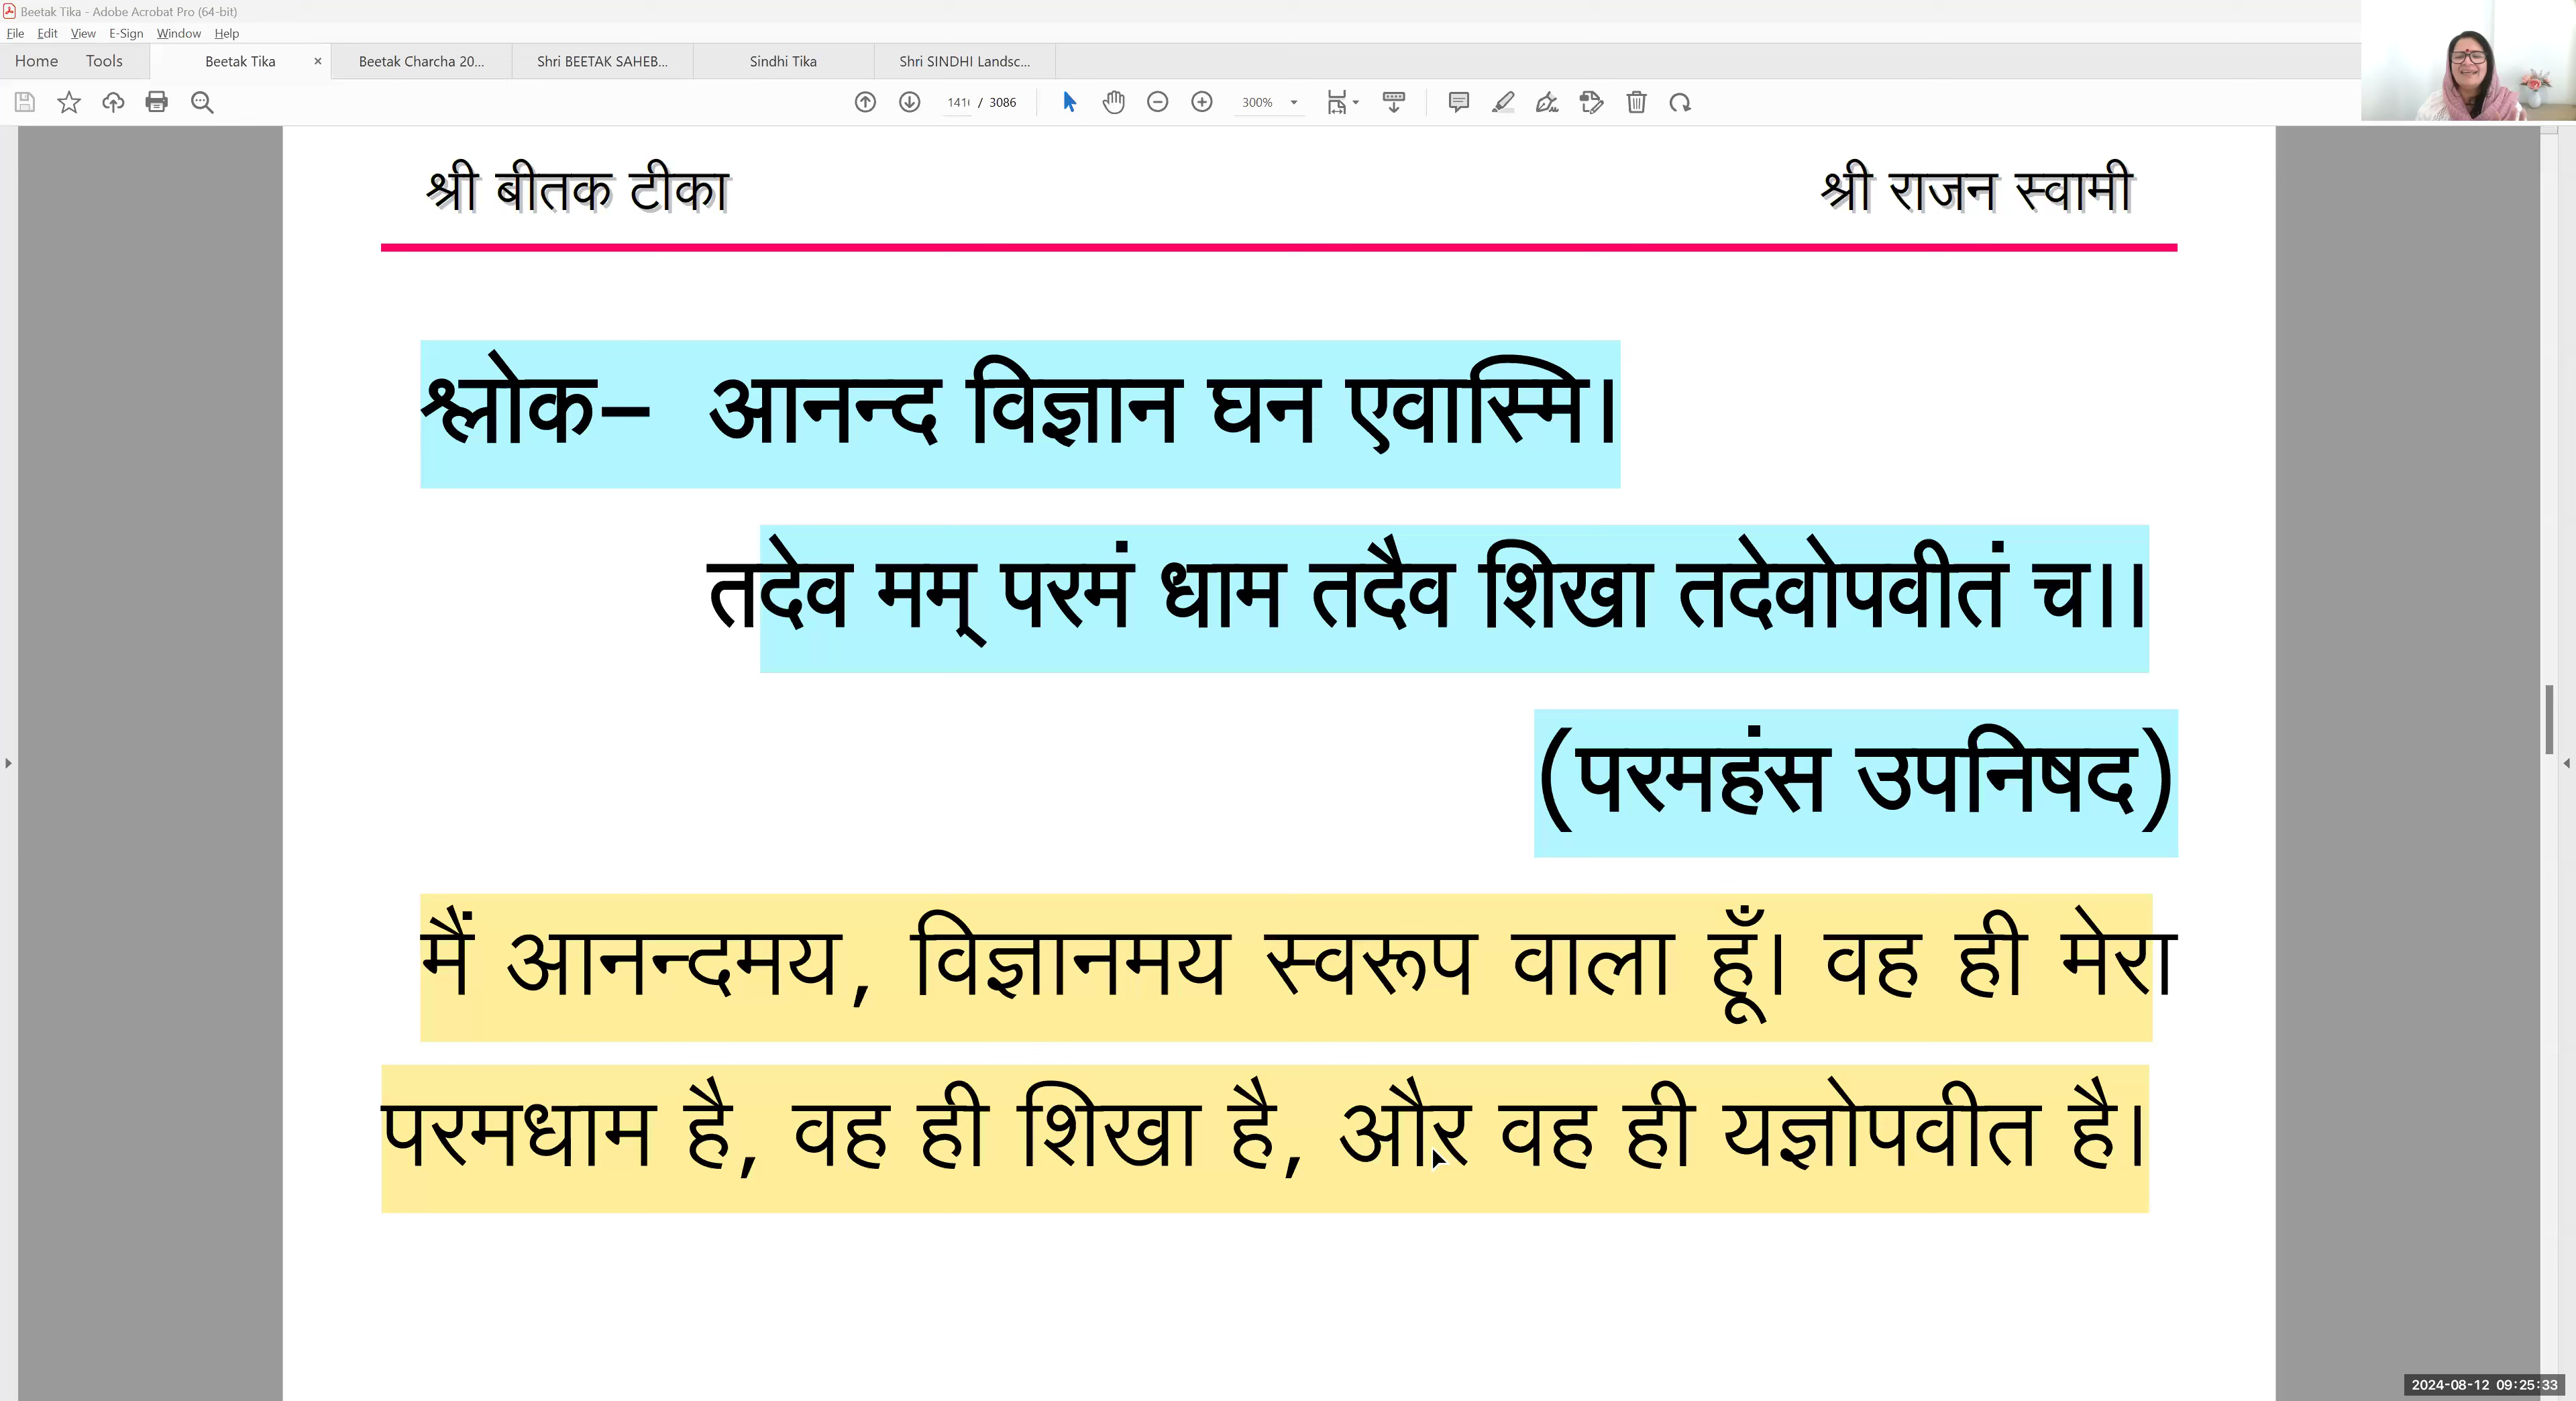 Beetak Tika - Adobe Acrobat Pro (64-bit)
File Edit View E-Sign Window Help
Home Tools Beetak Tika × Beetak Charcha 20... Shri BEETAK SAHEB... Sindhi Tika Shri SINDHI Landsc...
/ 3086 300%
श्री बीतक टीका श्री राजन स्वामी
श्लोक– आनन्द विज्ञान घन एवास्मि।
तदेव मम् परमं धाम तदैव शिखा तदेवोपवीतं च।।
(परमहंस उपनिषद)
मैं आनन्दमय, विज्ञानमय स्वरूप वाला हूँ। वह ही मेरा
परमधाम है, वह ही शिखा है, और वह ही यज्ञोपवीत है।
2024-08-12 09:25:33